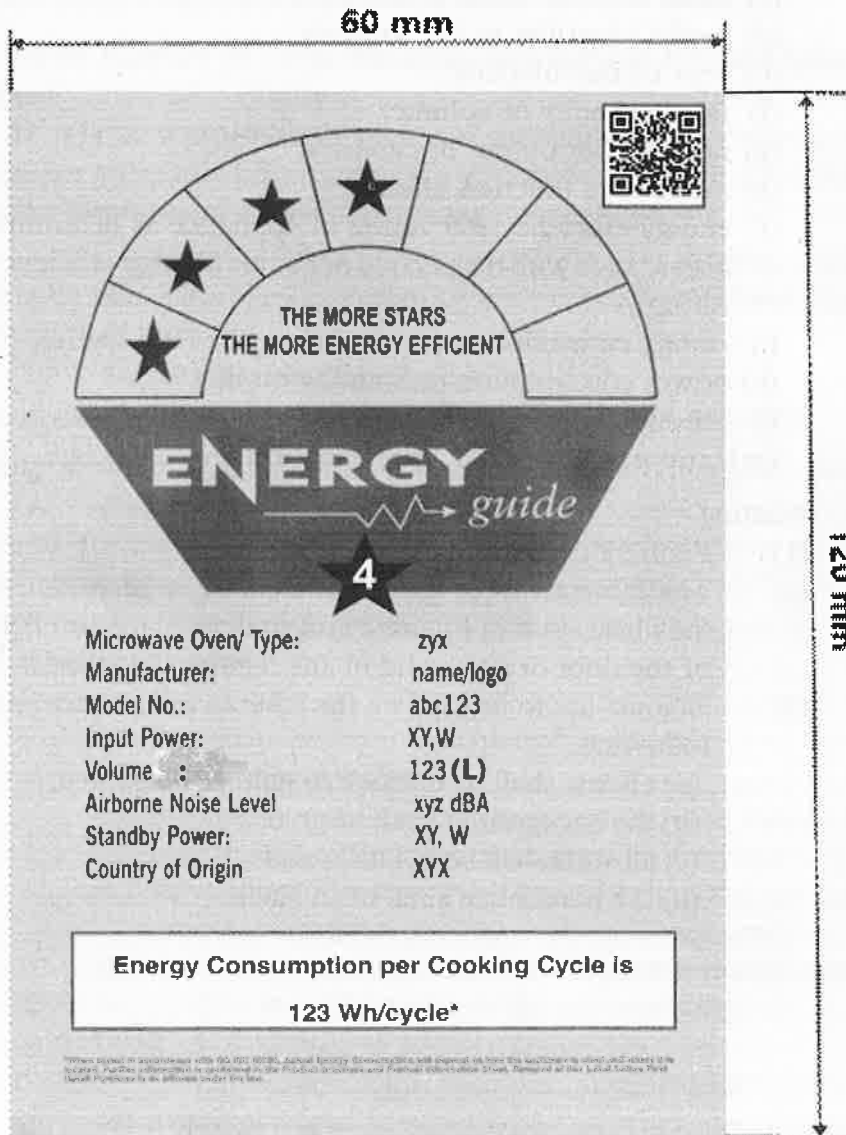 60 mm
THE MORE STARS
THE MORE ENERGY EFFICIENT
ENERGY
guide
4
Microwave Oven/ Type: zyx
Manufacturer: name/logo
Model No.: abc123
Input Power: XY,W
Volume : 123 (L)
Airborne Noise Level xyz dBA
Standby Power: XY, W
Country of Origin XYX
Energy Consumption per Cooking Cycle is
123 Wh/cycle*